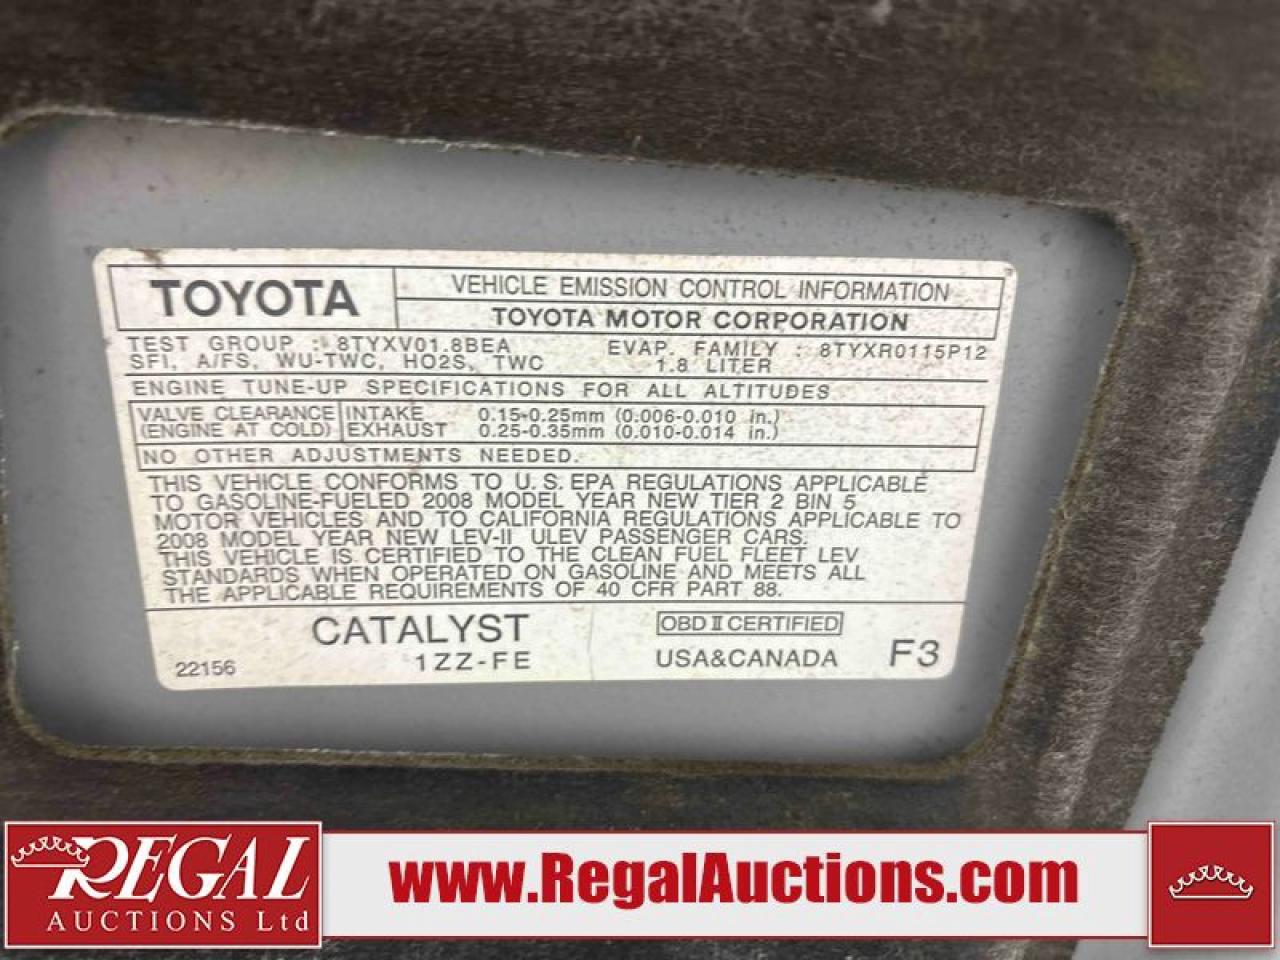 TOYOTA
VEHICLE EMISSION CONTROL INFORMATION
TOYOTA MOTOR CORPORATION
TEST GROUP : 8TYXV01.8BEA EVAP. FAMILY : 8TYXR0115P12
SFI, A/FS, WU-TWC, HO2S, TWC 1.8 LITER
ENGINE TUNE-UP SPECIFICATIONS FOR ALL ALTITUDES
VALVE CLEARANCE INTAKE 0.15-0.25mm (0.006-0.010 in.)
(ENGINE AT COLD) EXHAUST 0.25-0.35mm (0.010-0.014 in.)
NO OTHER ADJUSTMENTS NEEDED.
THIS VEHICLE CONFORMS TO U.S. EPA REGULATIONS APPLICABLE
TO GASOLINE-FUELED 2008 MODEL YEAR NEW TIER 2 BIN 5
MOTOR VEHICLES AND TO CALIFORNIA REGULATIONS APPLICABLE TO
2008 MODEL YEAR NEW LEV-II ULEV PASSENGER CARS.
THIS VEHICLE IS CERTIFIED TO THE CLEAN FUEL FLEET LEV
STANDARDS WHEN OPERATED ON GASOLINE AND MEETS ALL
THE APPLICABLE REQUIREMENTS OF 40 CFR PART 88.
CATALYST
OBD II CERTIFIED
22156 1ZZ-FE USA&CANADA F3
REGAL
AUCTIONS Ltd
www.RegalAuctions.com